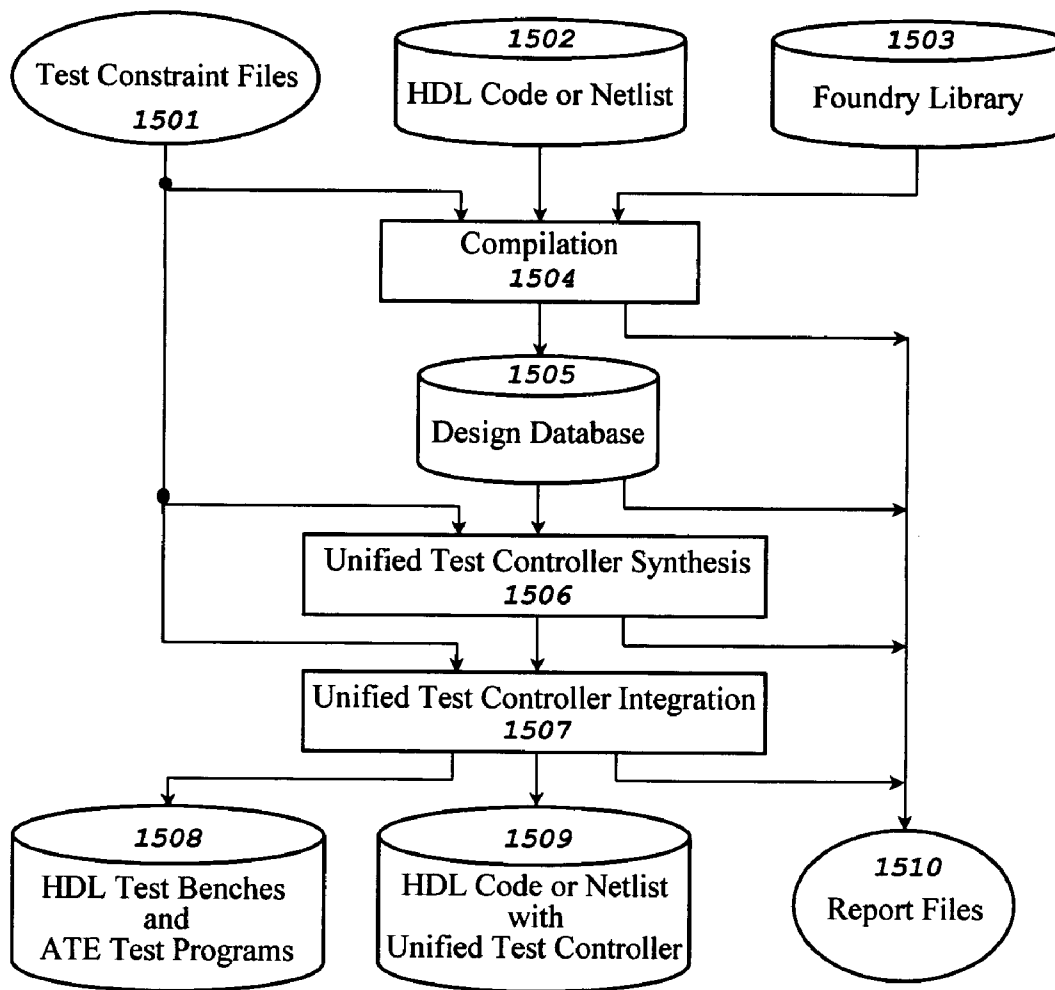 Test Constraint Files
1501
1502
HDL Code or Netlist
1503
Foundry Library
Compilation
1504
1505
Design Database
Unified Test Controller Synthesis
1506
Unified Test Controller Integration
1507
1508
HDL Test Benches
and
ATE Test Programs
1509
HDL Code or Netlist
with
Unified Test Controller
1510
Report Files